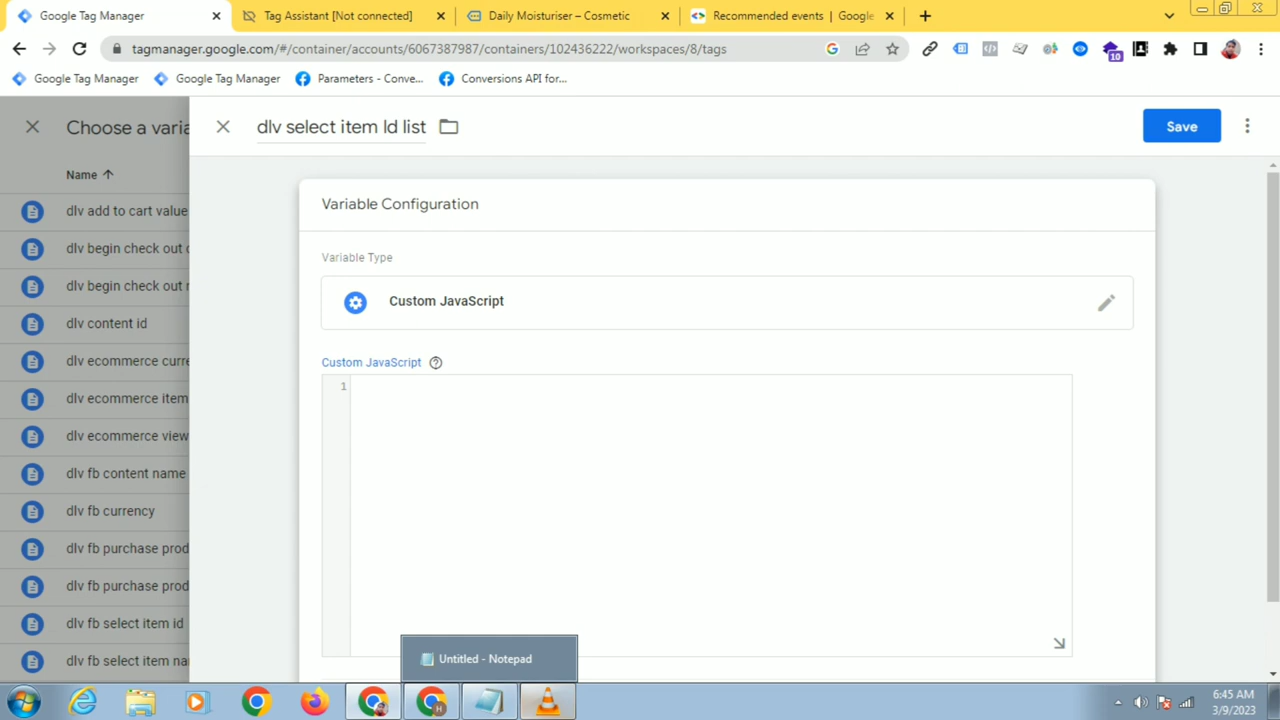 Google Tag Manager
Tag Assistant [Not connected]
Daily Moisturiser – Cosmetic
Recommended events | Google
tagmanager.google.com/#/container/accounts/6067387987/containers/102436222/workspaces/8/tags
10
Google Tag Manager
Google Tag Manager
Parameters - Conve...
Conversions API for...
Choose a varia
dlv select item Id list
Save
Name
Variable Configuration
dlv add to cart value
dlv begin check out
dlv begin check out
dlv content id
dlv ecommerce curre
dlv ecommerce item
dlv ecommerce view
dlv fb content name
dlv fb currency
dlv fb purchase prod
dlv fb purchase prod
dlv fb select item id
dlv fb select item na
Variable Type
Custom JavaScript
Custom JavaScript
1
Untitled - Notepad
6:45 AM
3/9/2023